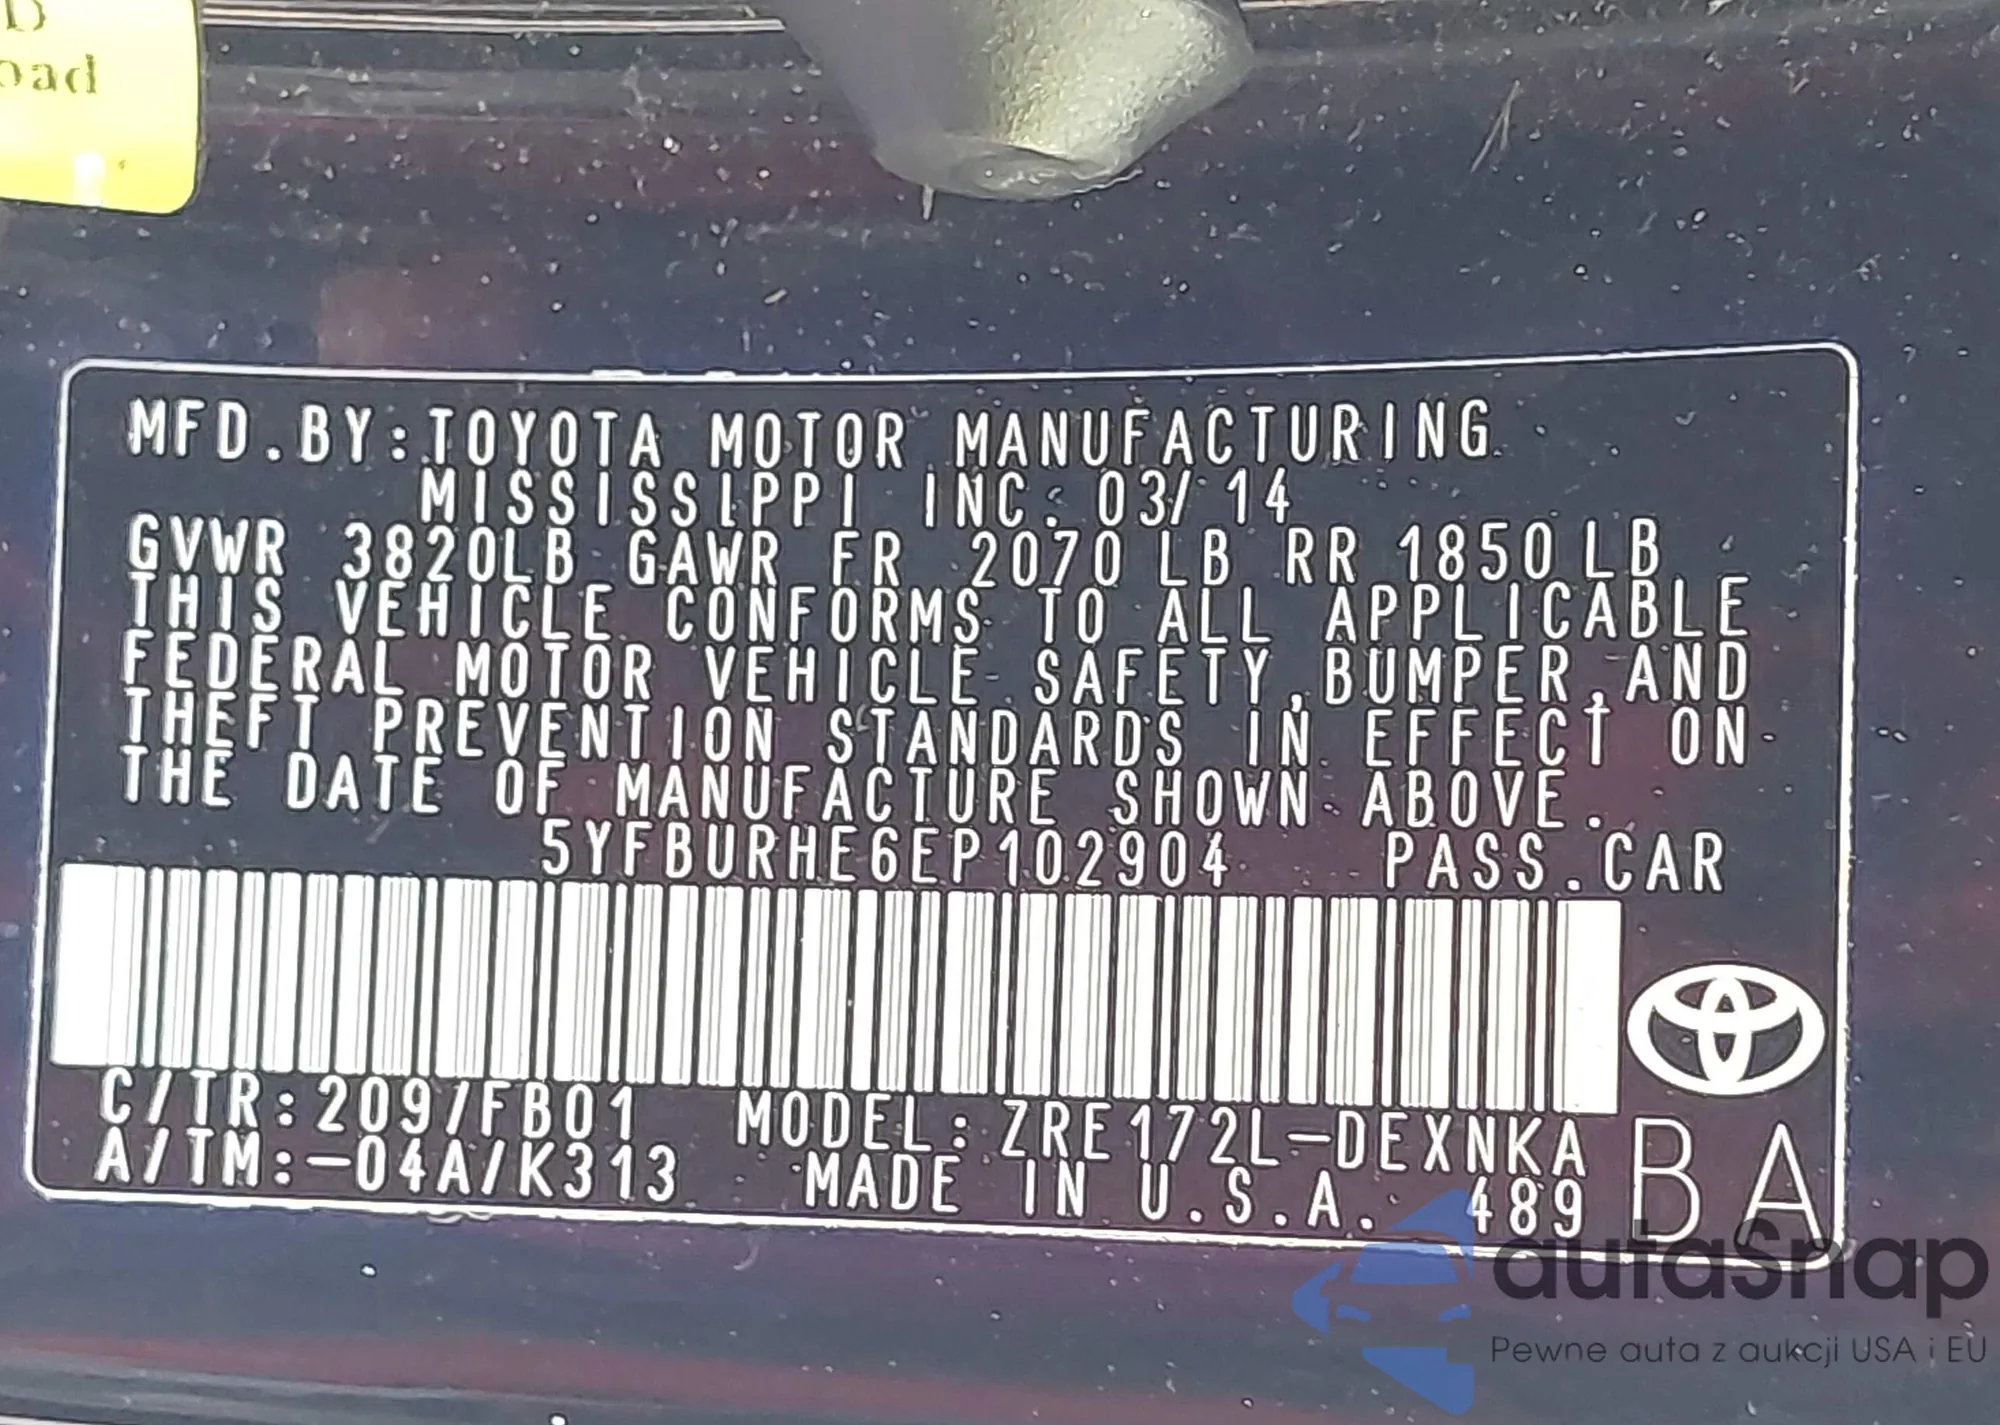 D
oad
MFD.BY:TOYOTA MOTOR MANUFACTURING
MISSISSIPPI INC. 03/14
GVWR 3820LB GAWR FR 2070 LB RR 1850 LB
THIS VEHICLE CONFORMS TO ALL APPLICABLE
FEDERAL MOTOR VEHICLE SAFETY,BUMPER,AND
THEFT PREVENTION STANDARDS IN EFFECT ON
THE DATE OF MANUFACTURE SHOWN ABOVE.
5YFBURHE6EP102904 PASS.CAR
C/TR:209/FB01 MODEL:ZRE172L-DEXNKA
A/TM:-04A/K313 MADE IN U.S.A. 489
BA
autaSnap
Pewne auta z aukcji USA i EU